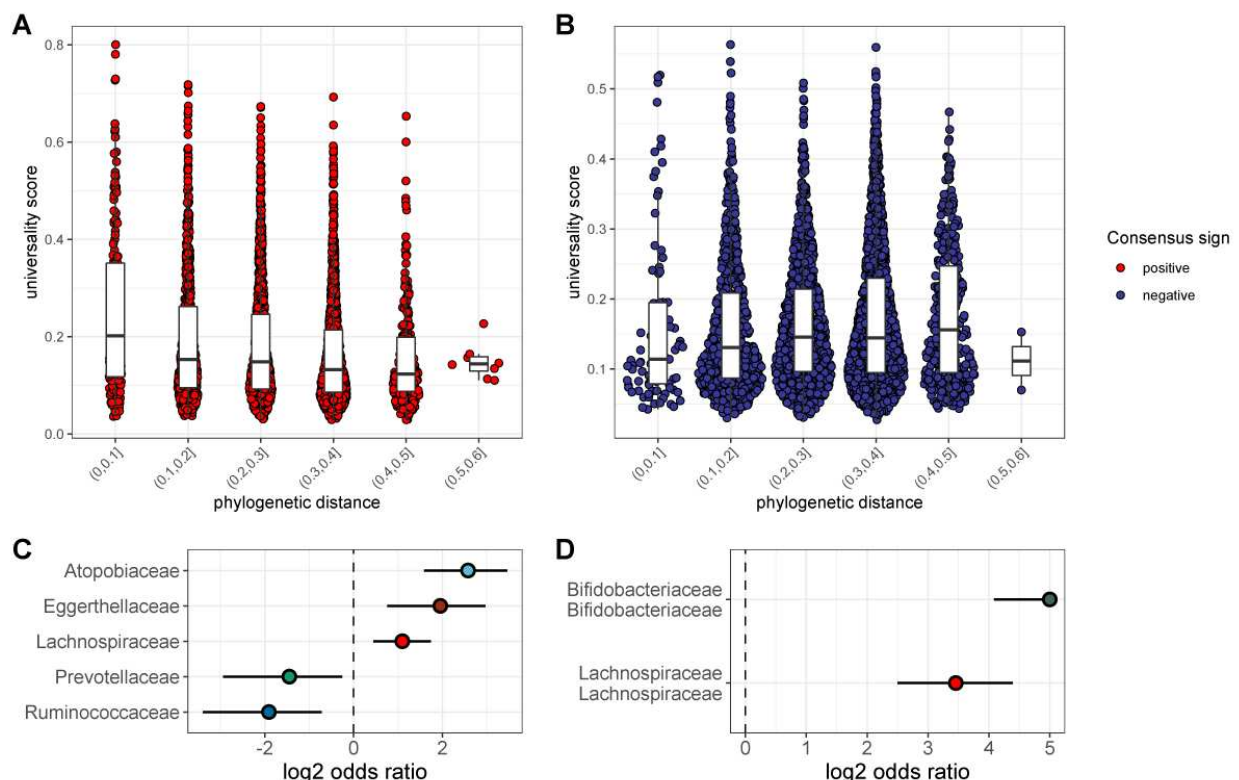 A
universality score
0.8
0.6
0.4
0.2
0.0
(0,0.1]
(0.1,0.2]
(0.2,0.3]
(0.3,0.4]
(0.4,0.5]
(0.5,0.6]
phylogenetic distance
B
universality score
0.5
0.4
0.3
0.2
0.1
(0,0.1]
(0.1,0.2]
(0.2,0.3]
(0.3,0.4]
(0.4,0.5]
(0.5,0.6]
phylogenetic distance
Consensus sign
positive
negative
C
Atopobiaceae
Eggerthellaceae
Lachnospiraceae
Prevotellaceae
Ruminococcaceae
-2 0 2
log2 odds ratio
D
Bifidobacteriaceae
Bifidobacteriaceae
Lachnospiraceae
Lachnospiraceae
0 1 2 3 4 5
log2 odds ratio